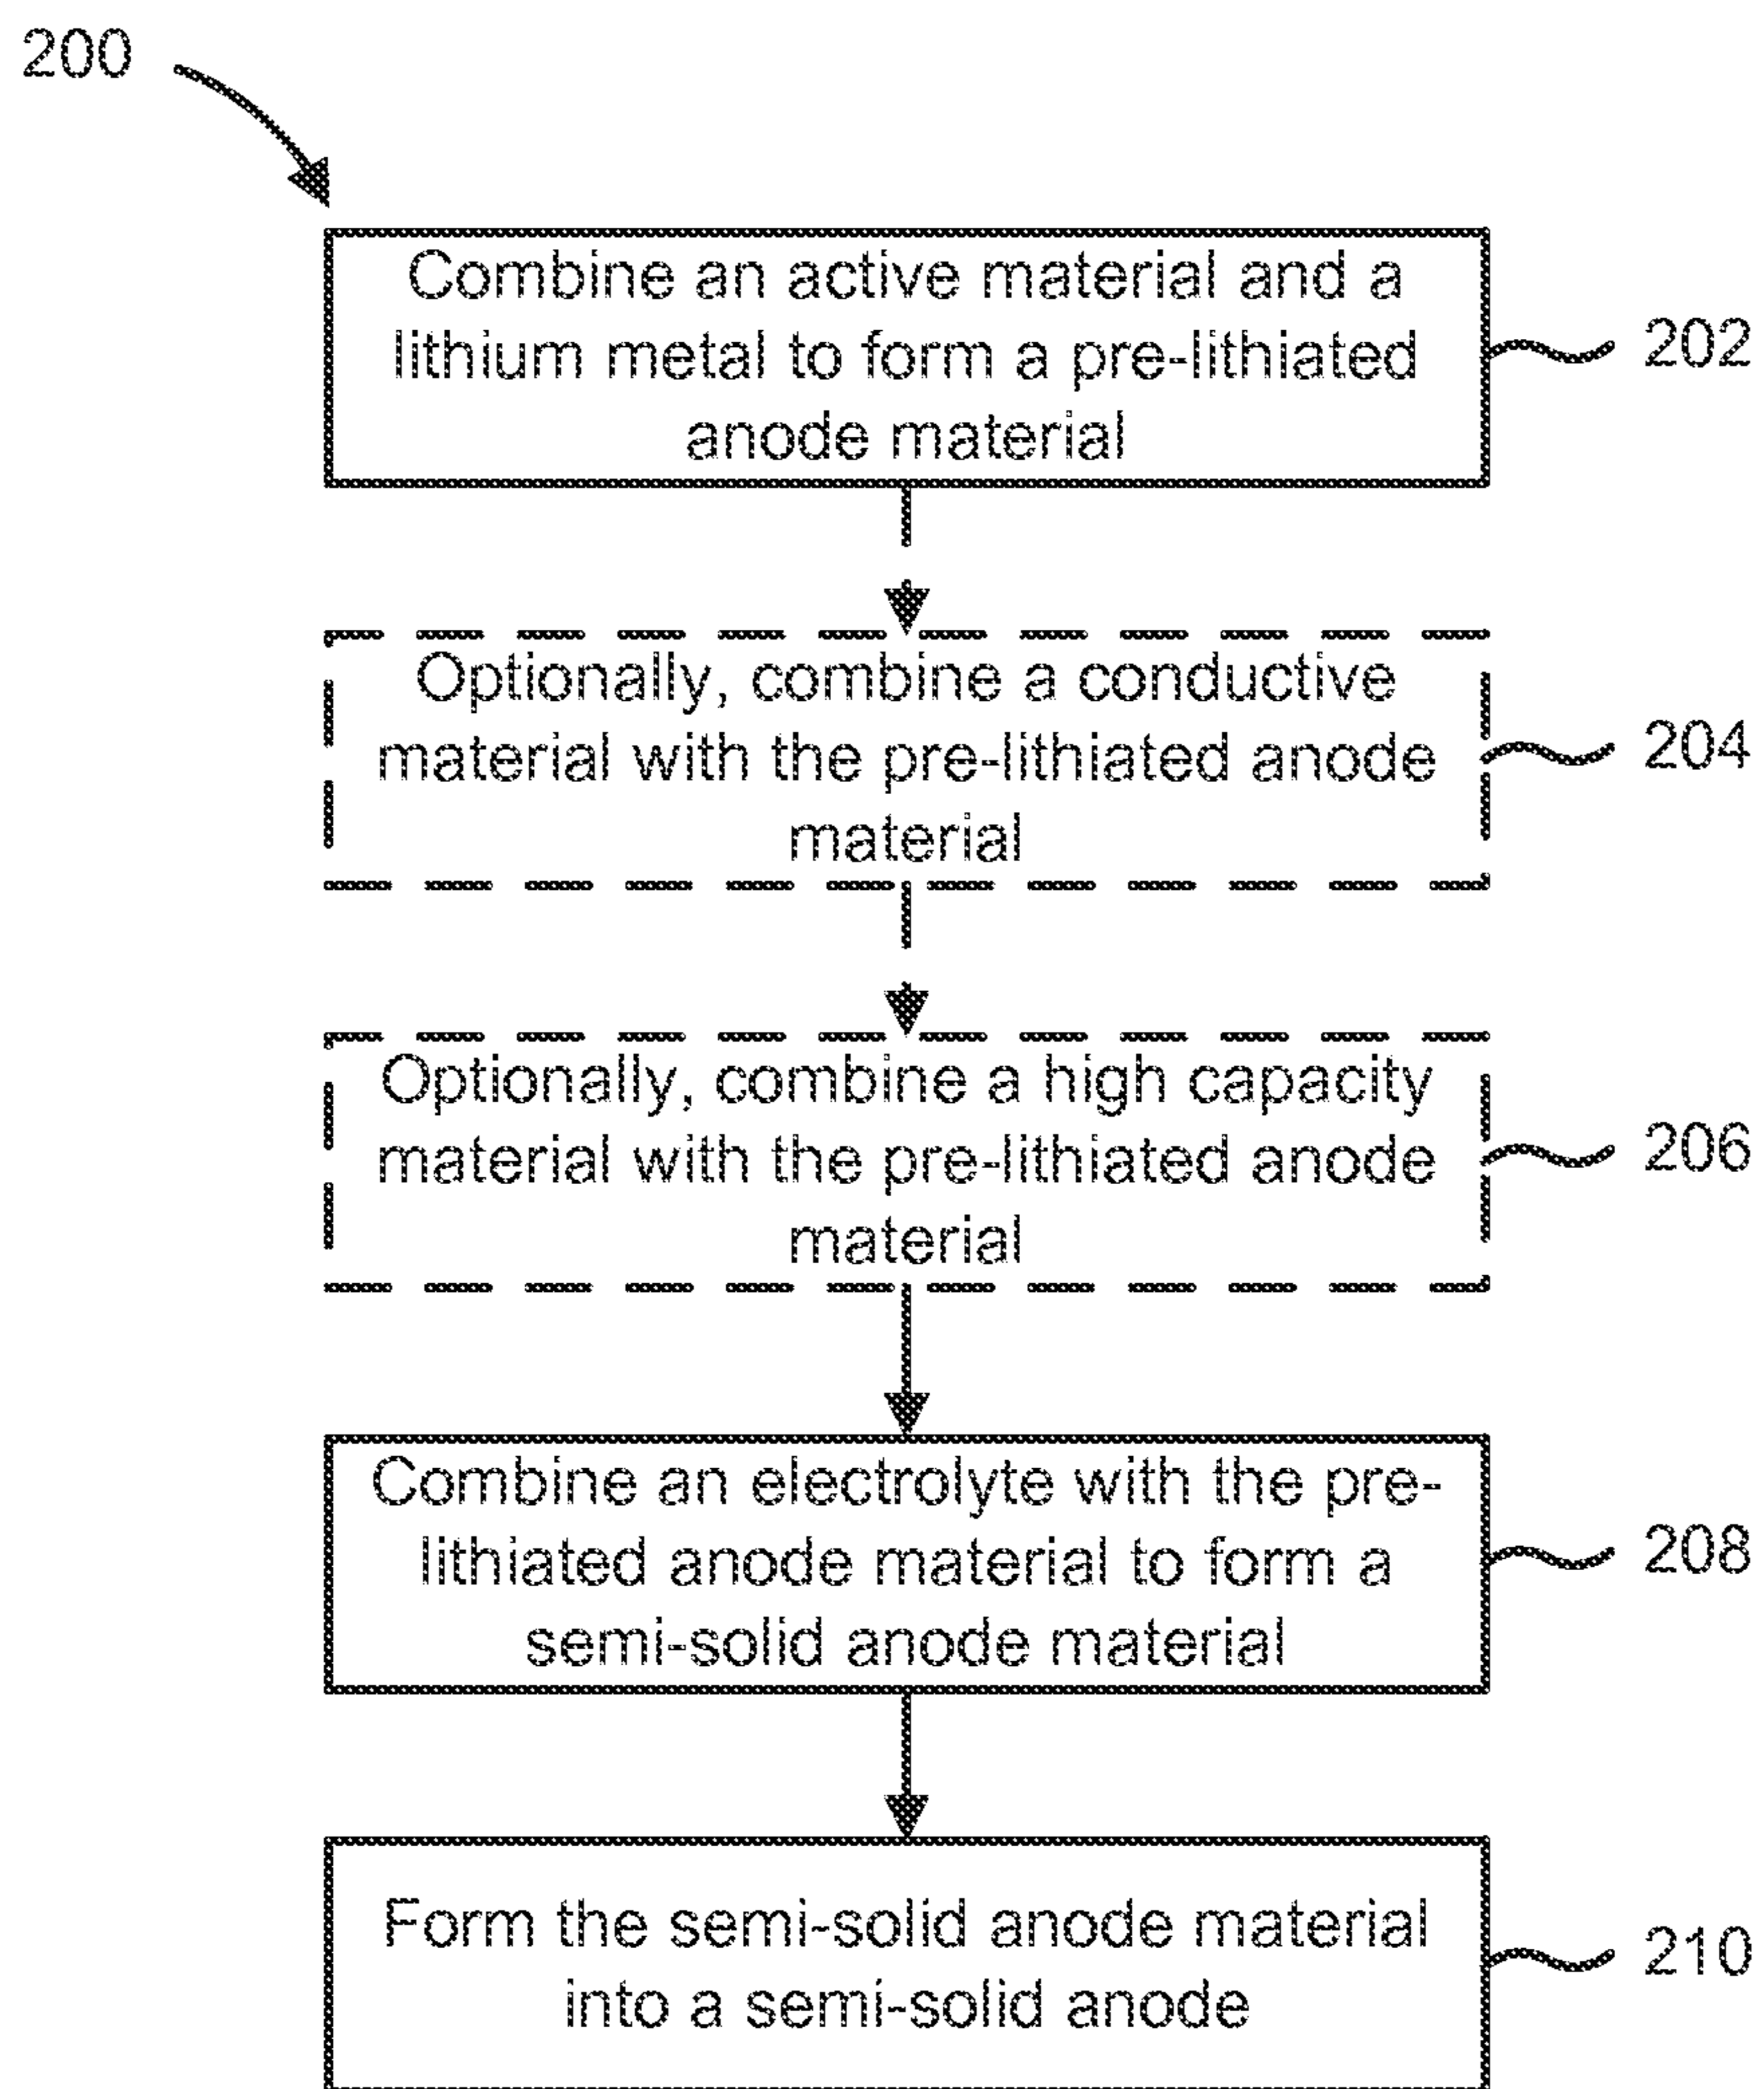 200
Combine an active material and a
lithium metal to form a pre-lithiated
anode material
202
Optionally, combine a conductive
material with the pre-lithiated anode
material
204
Optionally, combine a high capacity
material with the pre-lithiated anode
material
206
Combine an electrolyte with the pre-
lithiated anode material to form a
semi-solid anode material
208
Form the semi-solid anode material
into a semi-solid anode
210